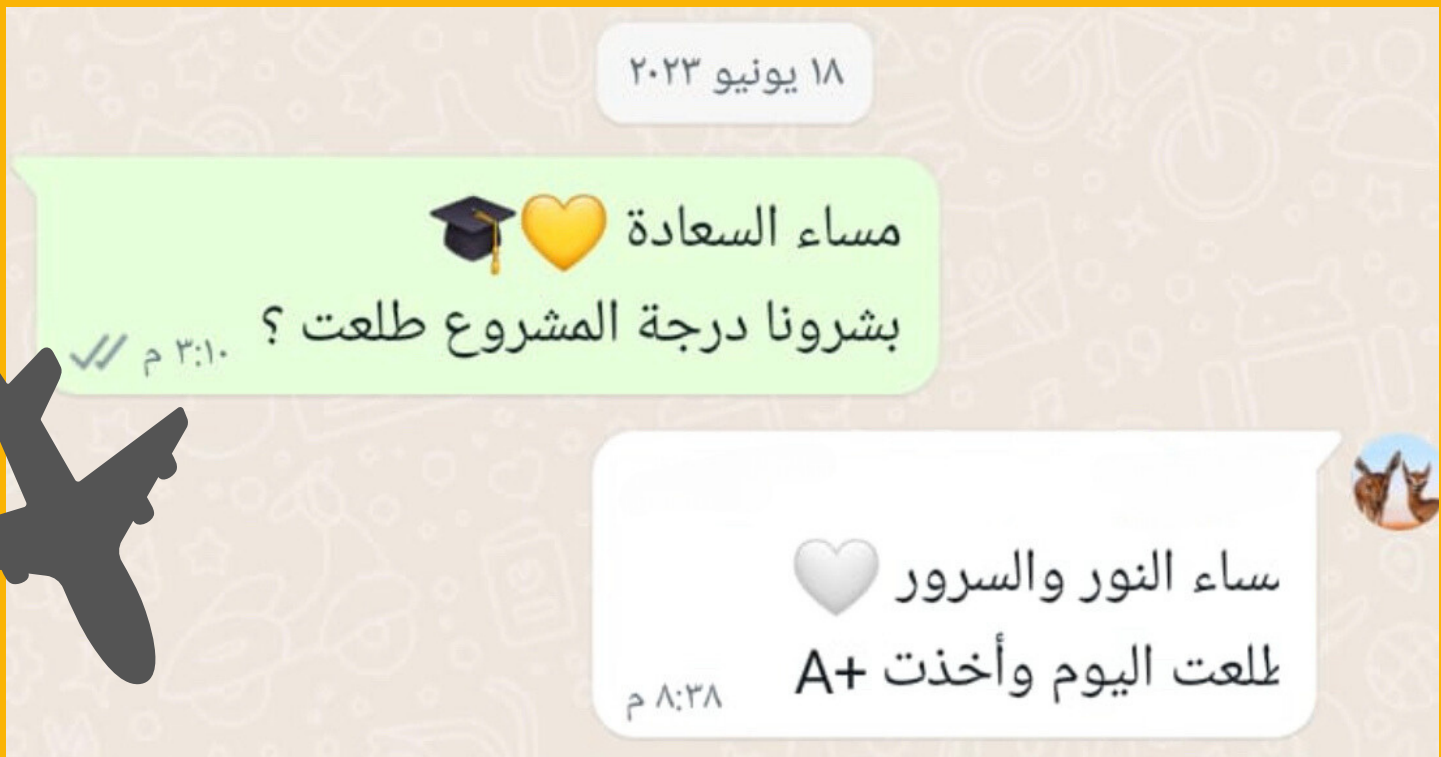 ١٨ يونيو ٢٠٢٣
مساء السعادة 💛🎓
بشرونا درجة المشروع طلعت ؟
٣:١٠ م
ساء النور والسرور 🤍
طلعت اليوم وأخذت A+
٨:٣٨ م